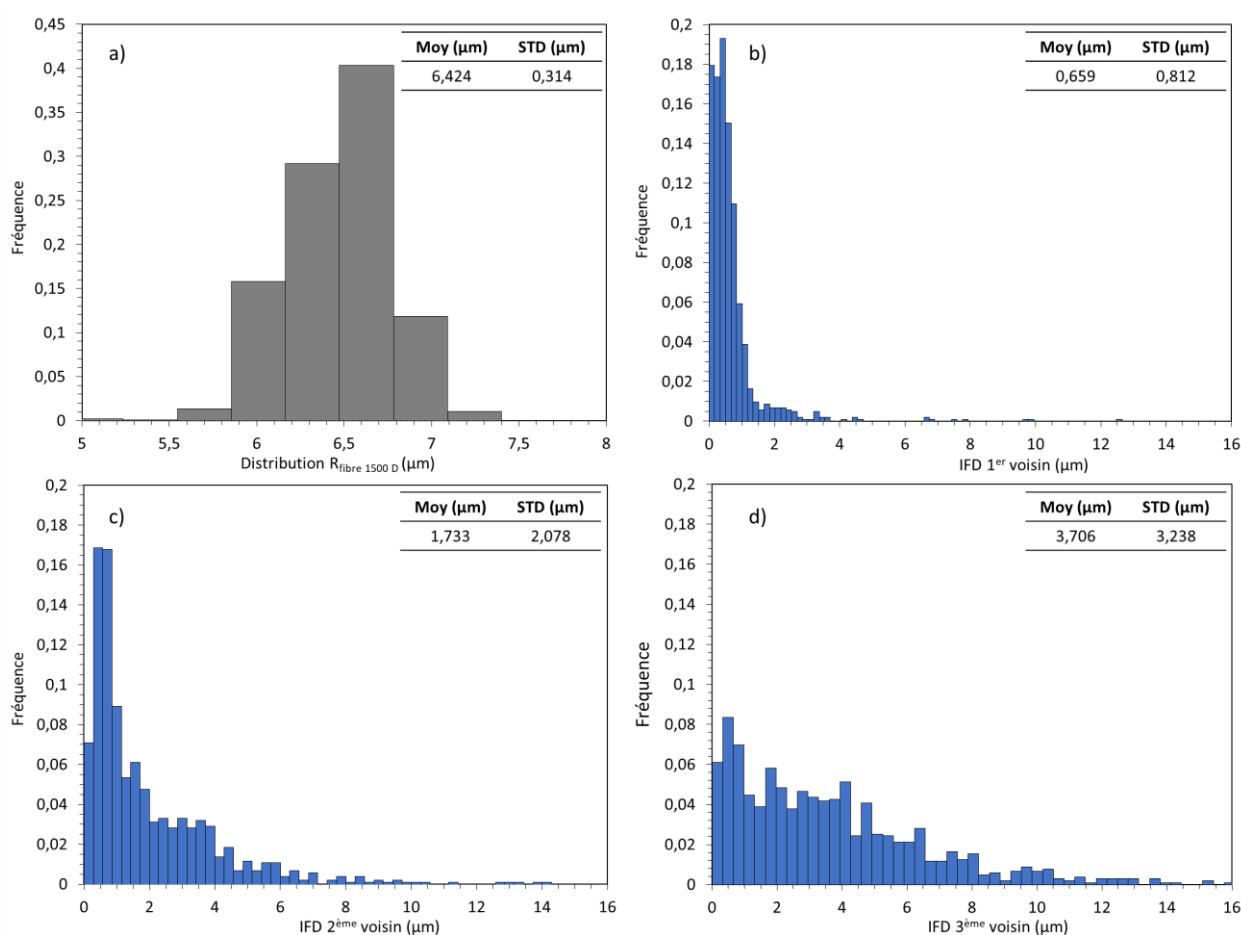 a)
Moy (µm) STD (µm)
6,424 0,314
0,45
0,4
0,35
0,3
0,25
0,2
0,15
0,1
0,05
0
Fréquence
5 5,5 6 6,5 7 7,5 8
Distribution Rfibre 1500 D (µm)
b)
Moy (µm) STD (µm)
0,659 0,812
0,2
0,18
0,16
0,14
0,12
0,1
0,08
0,06
0,04
0,02
0
Fréquence
0 2 4 6 8 10 12 14 16
IFD 1er voisin (µm)
c)
Moy (µm) STD (µm)
1,733 2,078
0,2
0,18
0,16
0,14
0,12
0,1
0,08
0,06
0,04
0,02
0
Fréquence
0 2 4 6 8 10 12 14 16
IFD 2ème voisin (µm)
d)
Moy (µm) STD (µm)
3,706 3,238
0,2
0,18
0,16
0,14
0,12
0,1
0,08
0,06
0,04
0,02
0
Fréquence
0 2 4 6 8 10 12 14 16
IFD 3ème voisin (µm)